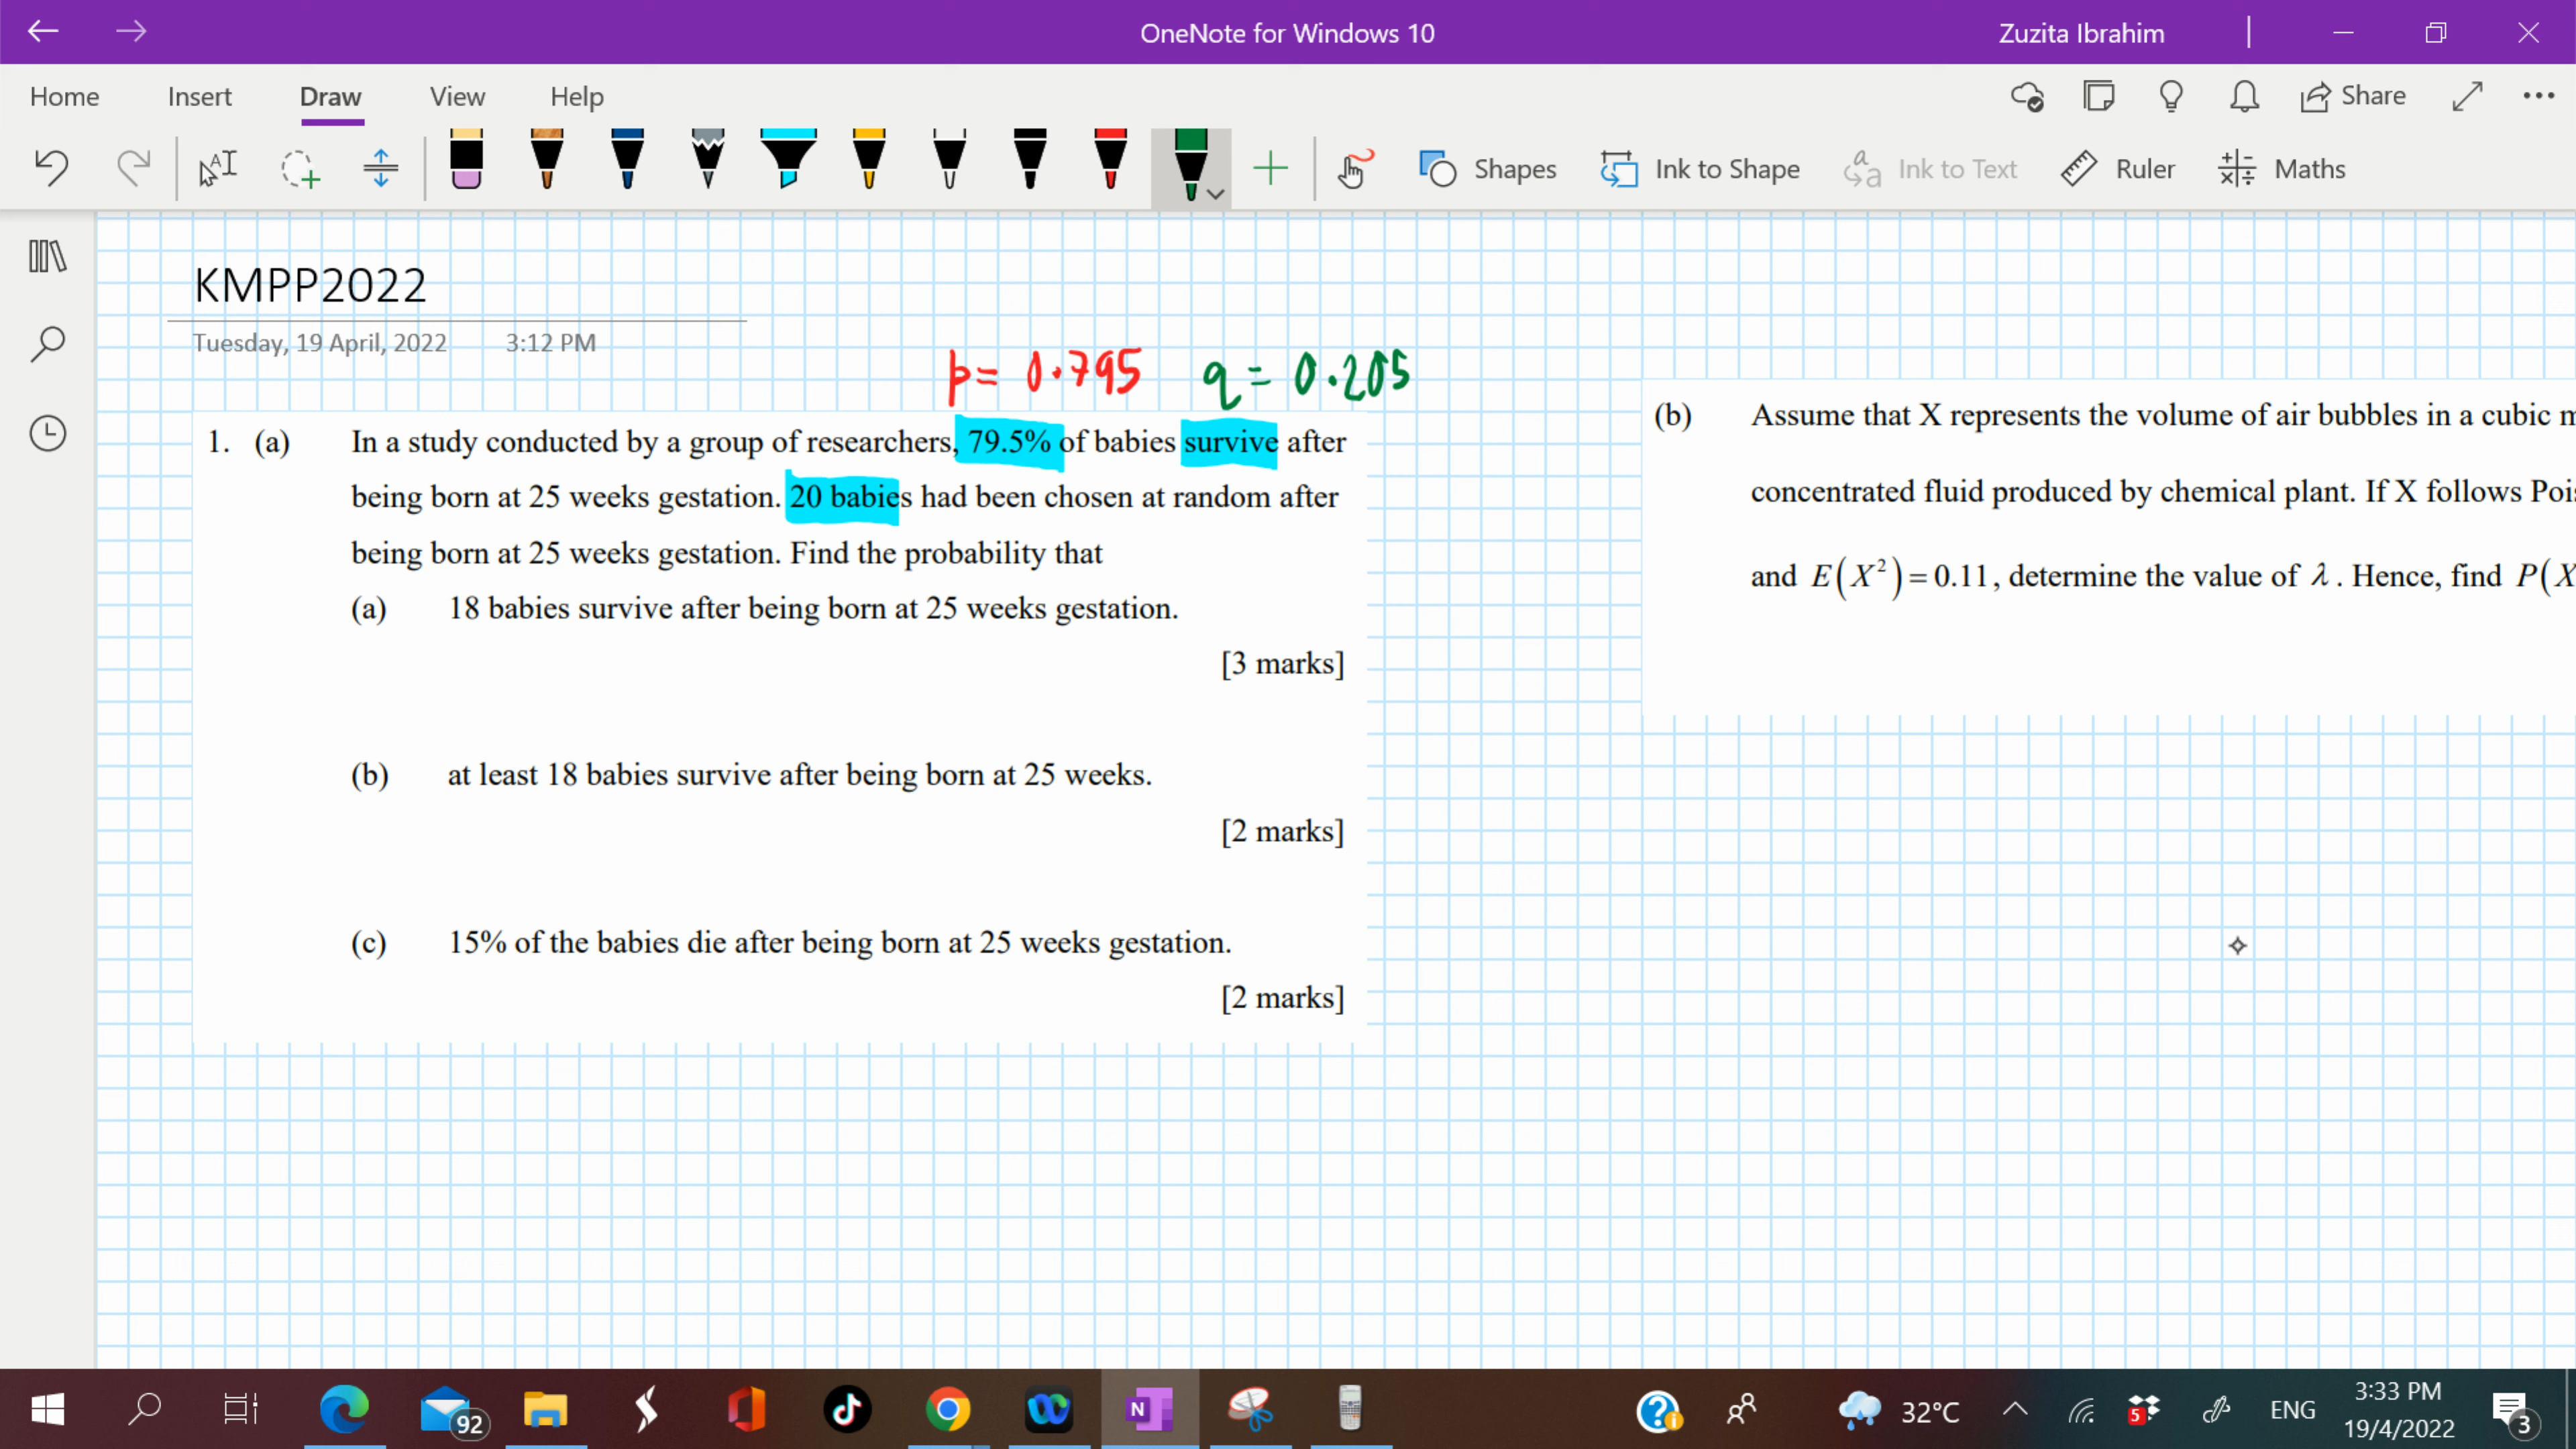 OneNote for Windows 10
Zuzita Ibrahim
Home Insert Draw View Help
Share
Shapes Ink to Shape Ink to Text Ruler Maths
KMPP2022
Tuesday, 19 April, 2022 3:12 PM
p= 0.795 q = 0.205
1. (a) In a study conducted by a group of researchers, 79.5% of babies survive after
being born at 25 weeks gestation. 20 babies had been chosen at random after
being born at 25 weeks gestation. Find the probability that
(a) 18 babies survive after being born at 25 weeks gestation.
[3 marks]
(b) at least 18 babies survive after being born at 25 weeks.
[2 marks]
(c) 15% of the babies die after being born at 25 weeks gestation.
[2 marks]
(b) Assume that X represents the volume of air bubbles in a cubic
concentrated fluid produced by chemical plant. If X follows
and E(X²) = 0.11, determine the value of λ. Hence, find P(X
92
32°C
5
ENG
3:33 PM
19/4/2022
3